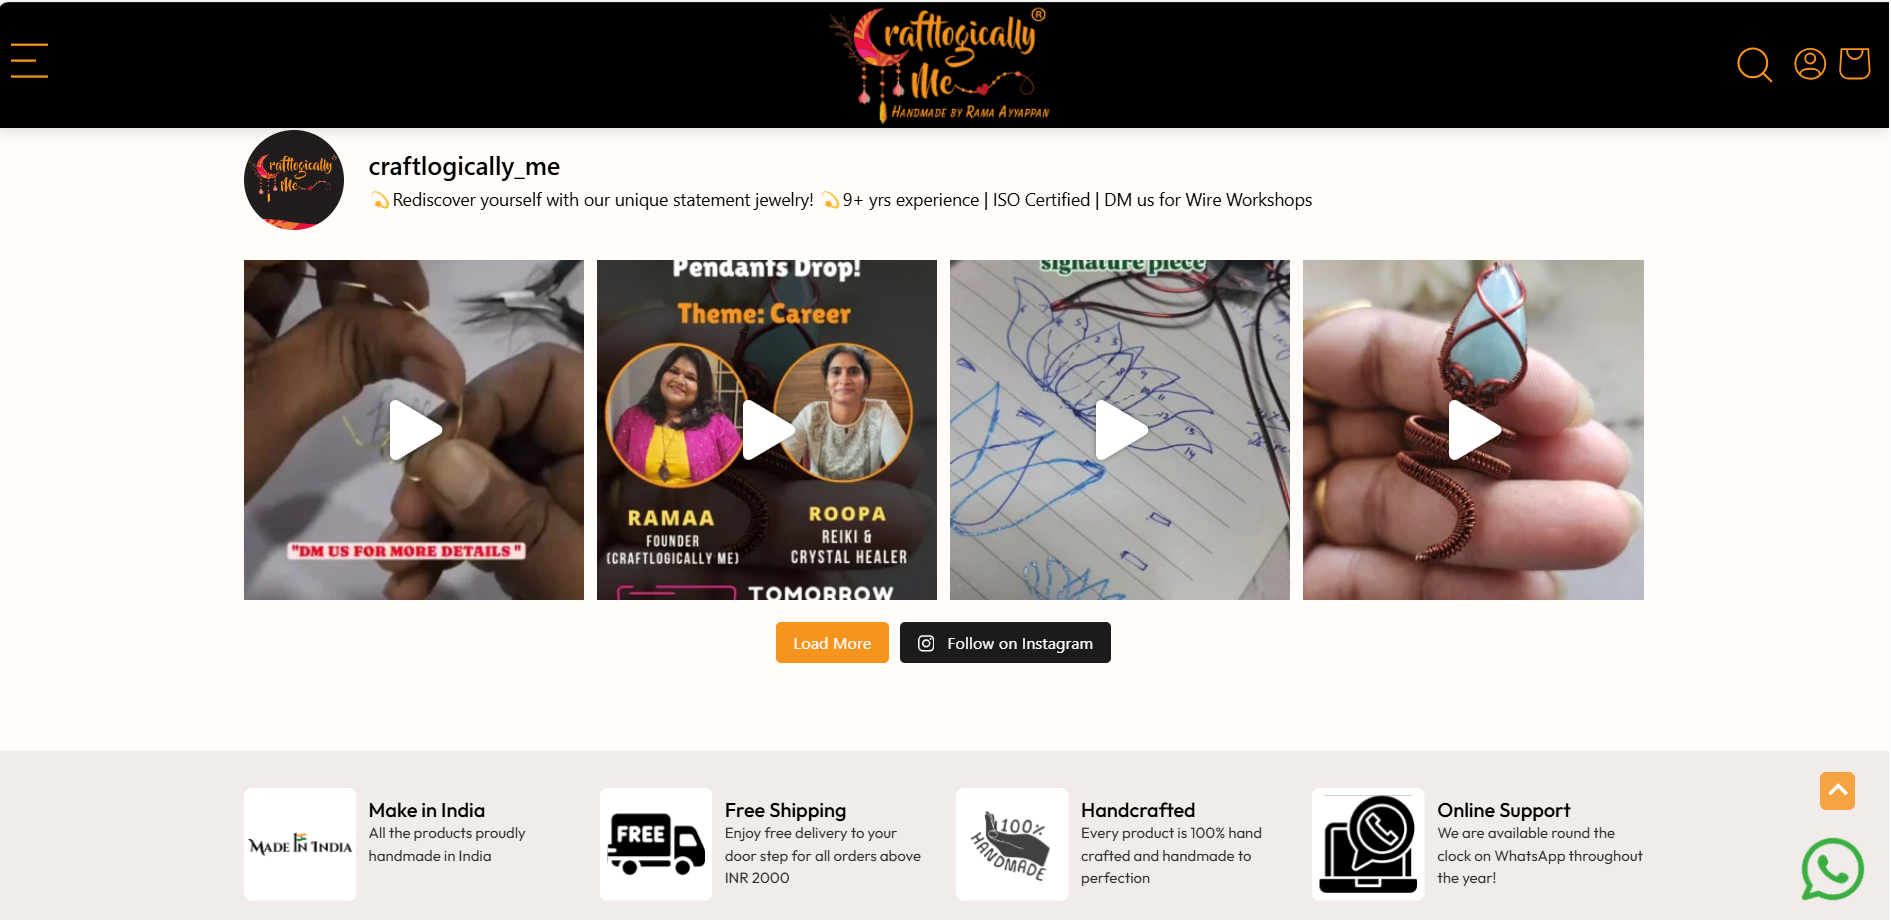 Craftlogically®
Me
Handmade by Rama Ayyappan
craftlogically_me
💫Rediscover yourself with our unique statement jewelry! 💫9+ yrs experience | ISO Certified | DM us for Wire Workshops
"DM US FOR MORE DETAILS "
Pendants Drop!
Theme: Career
RAMAA
FOUNDER
(CRAFTLOGICALLY ME)
ROOPA
REIKI &
CRYSTAL HEALER
TOMORROW
signature piece
Load More
Follow on Instagram
MADE IN INDIA
Make in India
All the products proudly
handmade in India
FREE
Free Shipping
Enjoy free delivery to your
door step for all orders above
INR 2000
100%
HANDMADE
Handcrafted
Every product is 100% hand
crafted and handmade to
perfection
Online Support
We are available round the
clock on WhatsApp throughout
the year!